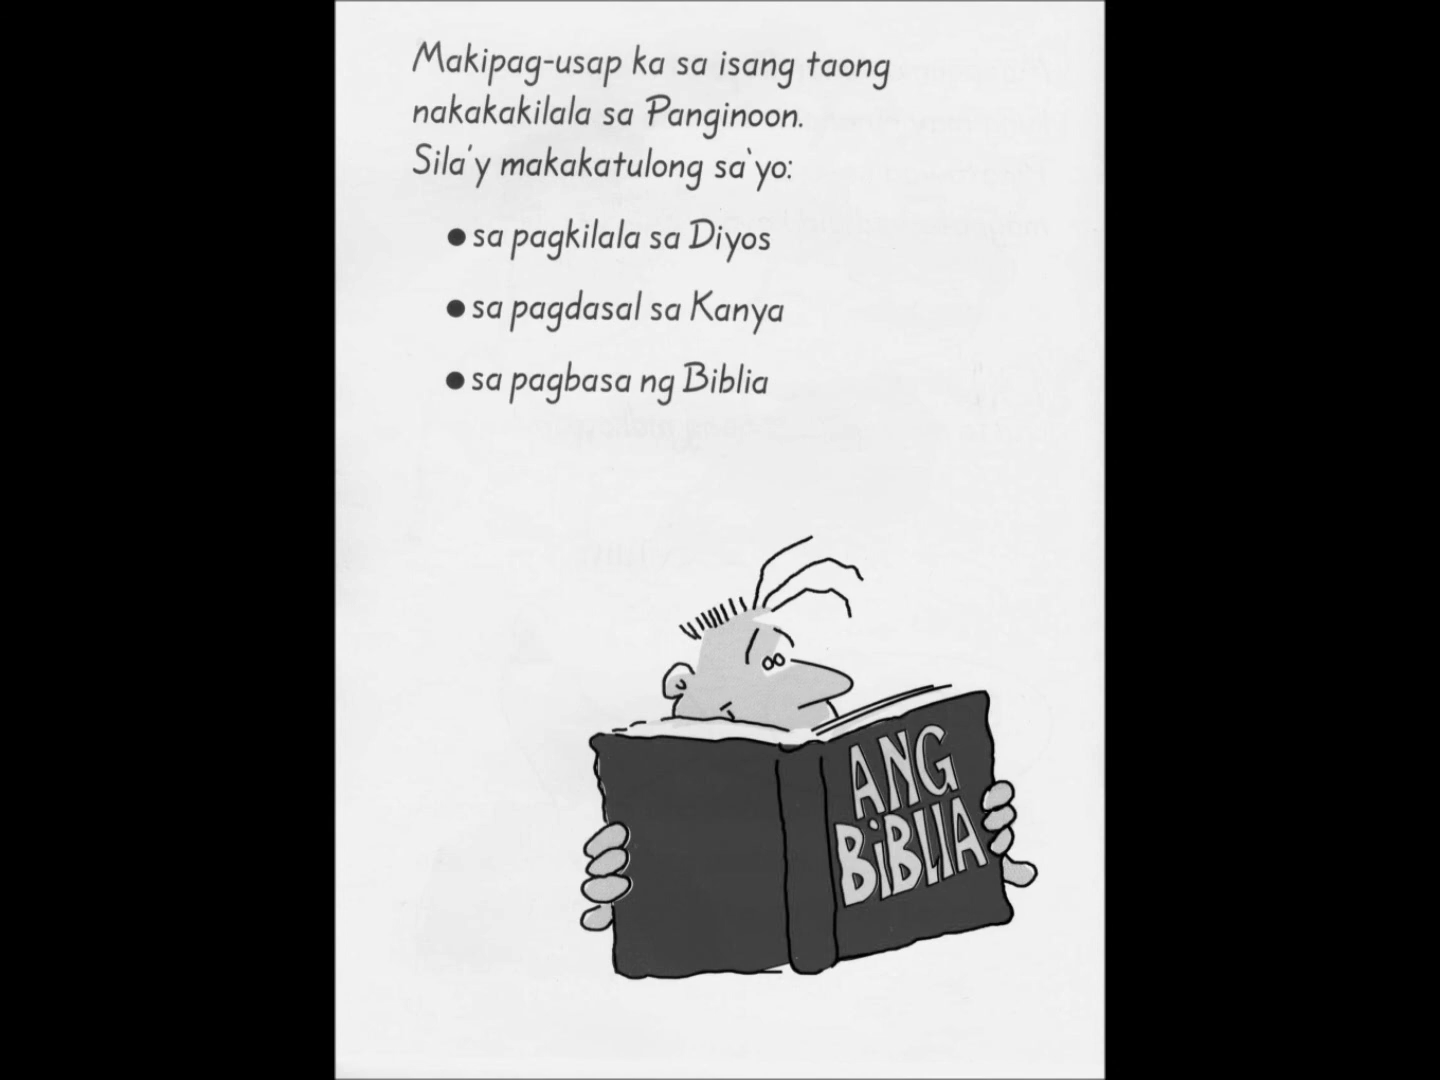 Makipag-usap ka sa isang taong
nakakakilala sa Panginoon.
Sila'y makakatulong sa`yo:
● sa pagkilala sa Diyos
● sa pagdasal sa Kanya
● sa pagbasa ng Biblia
ANG
BiBLIA